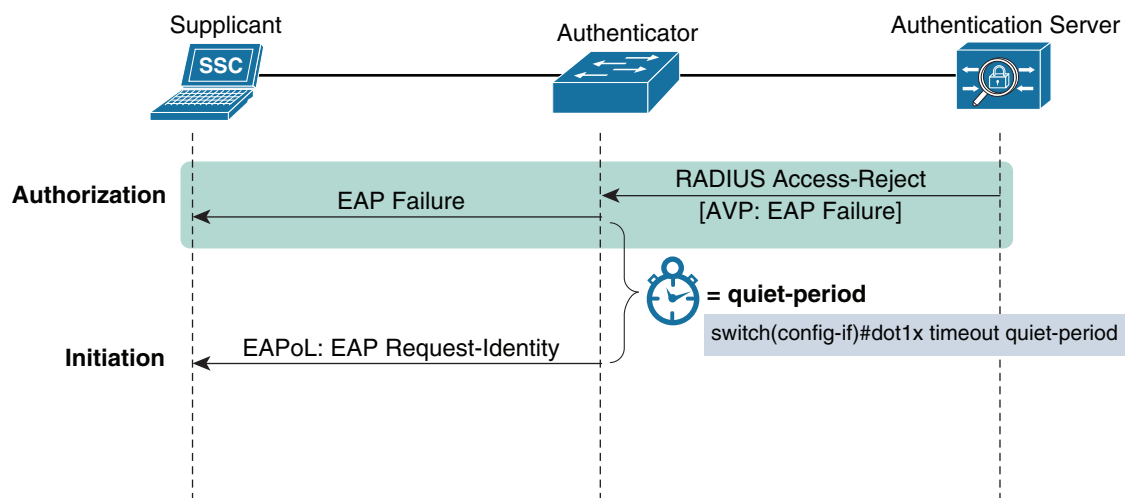 Supplicant
Authenticator
Authentication Server
SSC
Authorization
EAP Failure
RADIUS Access-Reject
[AVP: EAP Failure]
= quiet-period
switch(config-if)#dot1x timeout quiet-period
Initiation
EAPoL: EAP Request-Identity